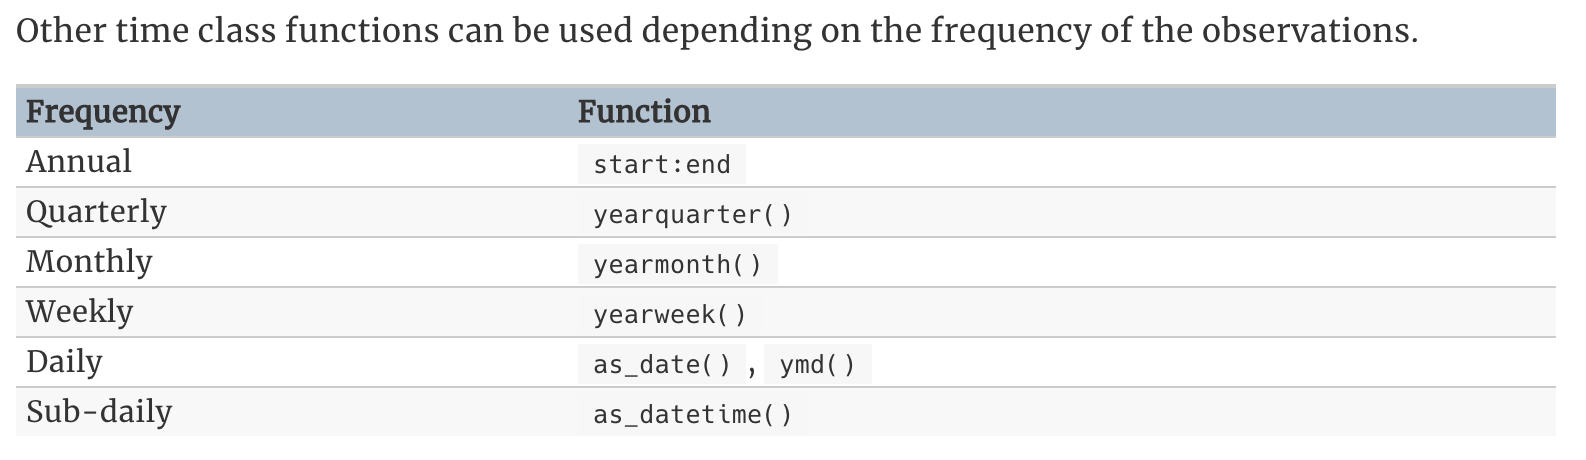 Other time class functions can be used depending on the frequency of the observations.
Frequency Function
Annual start:end
Quarterly yearquarter()
Monthly yearmonth()
Weekly yearweek()
Daily as_date(), ymd()
Sub-daily as_datetime()